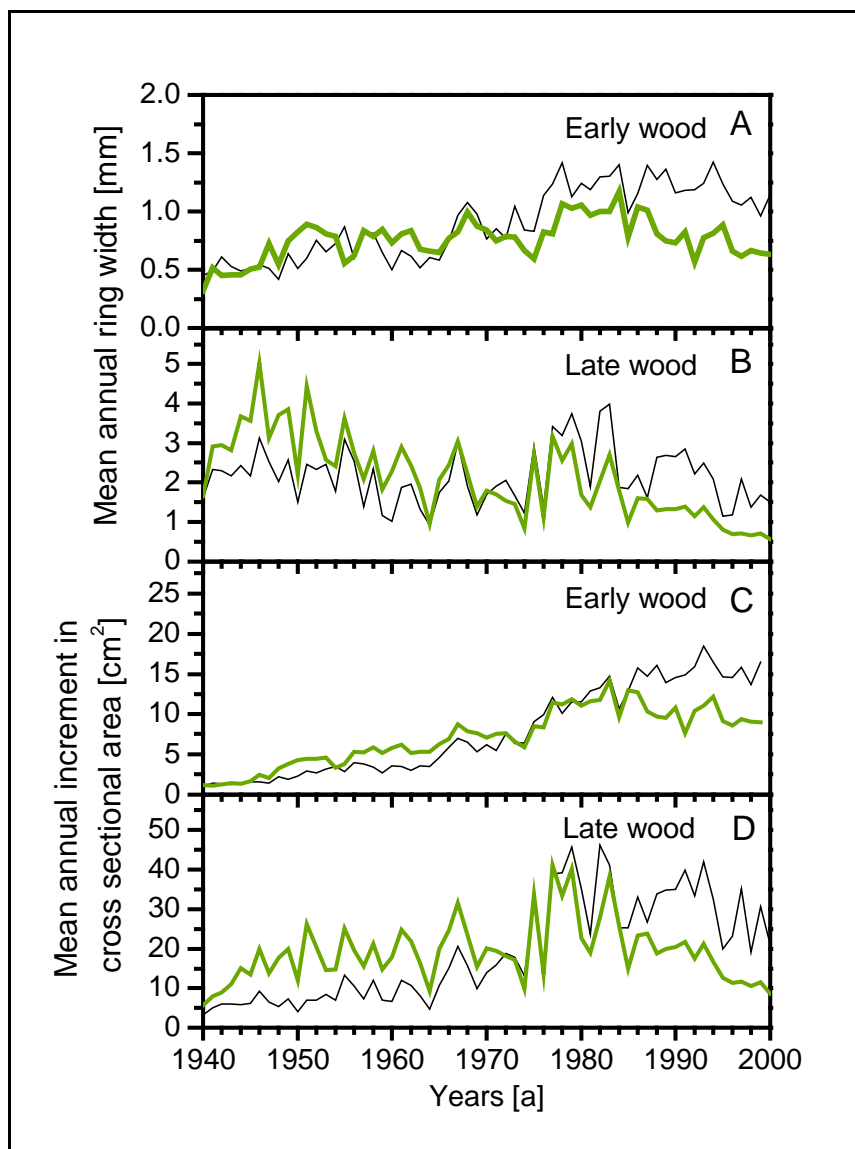 Mean annual ring width [mm]
2.0
1.5
1.0
0.5
0.0
Early wood A
5
4
3
2
1
0
Late wood B
Mean annual increment in
cross sectional area [cm²]
25
20
15
10
5
0
Early wood C
50
40
30
20
10
0
Late wood D
1940 1950 1960 1970 1980 1990 2000
Years [a]